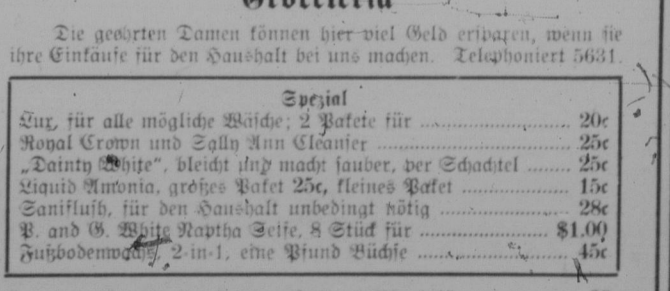 Groceteria
Die geehrten Damen können hier viel Geld ersparen, wenn sie
ihre Einkäufe für den Haushalt bei uns machen. Telephoniert 5631.
Spezial
Lux, für alle mögliche Wäsche; 2 Pakete für ........ 20c
Royal Crown und Sally Ann Cleanser ........ 25c
„Dainty White", bleicht und macht sauber, per Schachtel ........ 25c
Liquid Amonia, großes Paket 25c, kleines Paket ........ 15c
Saniflush, für den Haushalt unbedingt nötig ........ 28c
P. and G. White Naptha Seife, 8 Stück für ........ $1.00
Fußbodenwachs, 2-in-1, eine Pfund Büchse ........ 45c